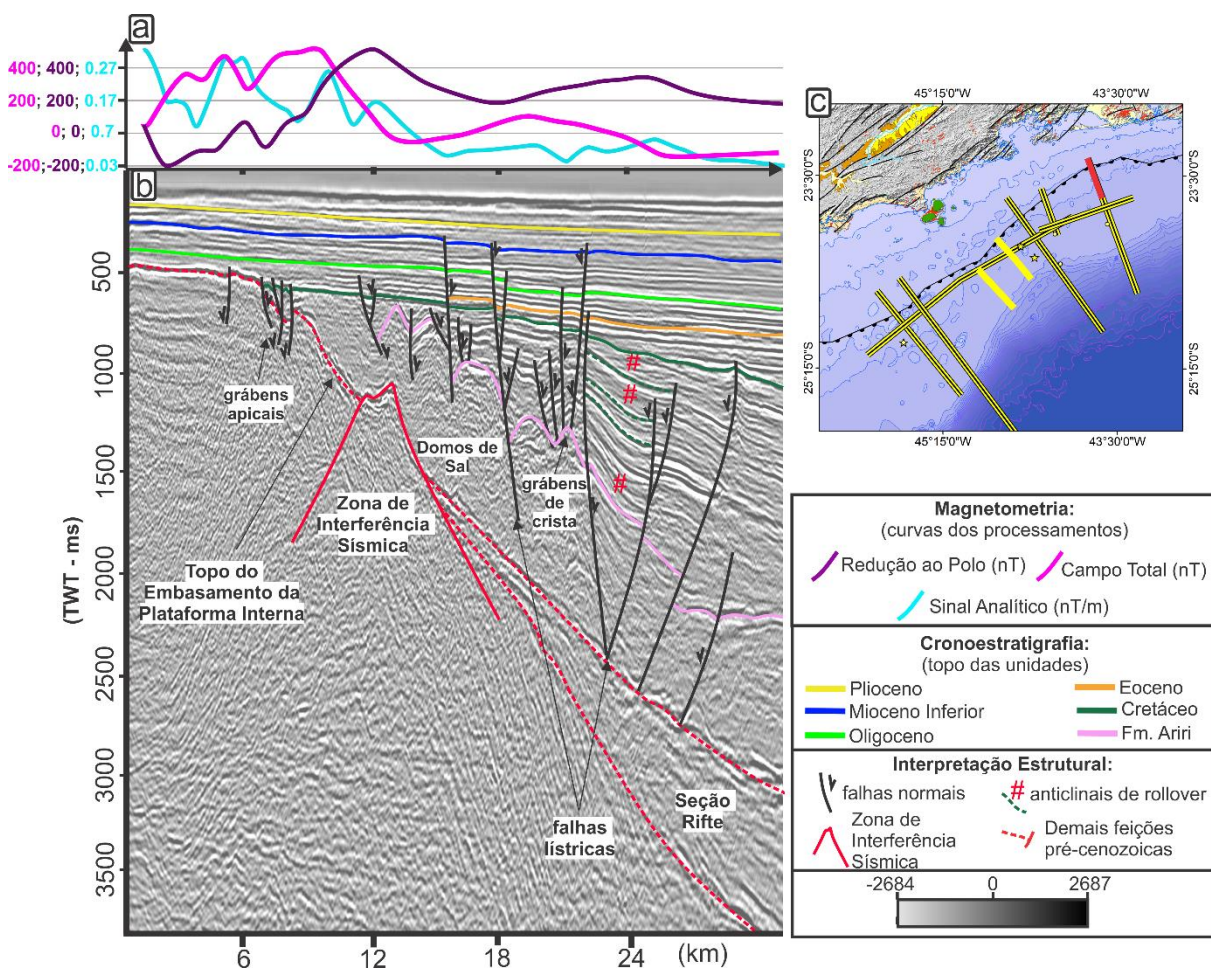 a
400; 400; 0.27
200; 200; 0.17
0; 0; 0.7
-200;-200;0.03
b
500
1000
1500
20000
2500
3000
3500
(TWT - ms)
grábens
apicais
Topo do
Embasamento da
Plataforma Interna
Zona de
Interferência
Sísmica
Domos de
Sal
grábens
de
crista
#
#
#
falhas
lístricas
Seção
Rifte
6
12
18
24
(km)
c
45°15'0"W
43°30'0"W
23°30'0"S
23°30'0"S
25°15'0"S
25°15'0"S
45°15'0"W
43°30'0"W
Magnetometria:
(curvas dos processamentos)
Redução ao Polo (nT)
Campo Total (nT)
Sinal Analítico (nT/m)
Cronoestratigrafia:
(topo das unidades)
Plioceno
Eoceno
Mioceno Inferior
Cretáceo
Oligoceno
Fm. Ariri
Interpretação Estrutural:
falhas normais
# anticlinais de rollover
Zona de
Interferência
Sísmica
Demais feições
pré-cenozoicas
-2684
0
2687